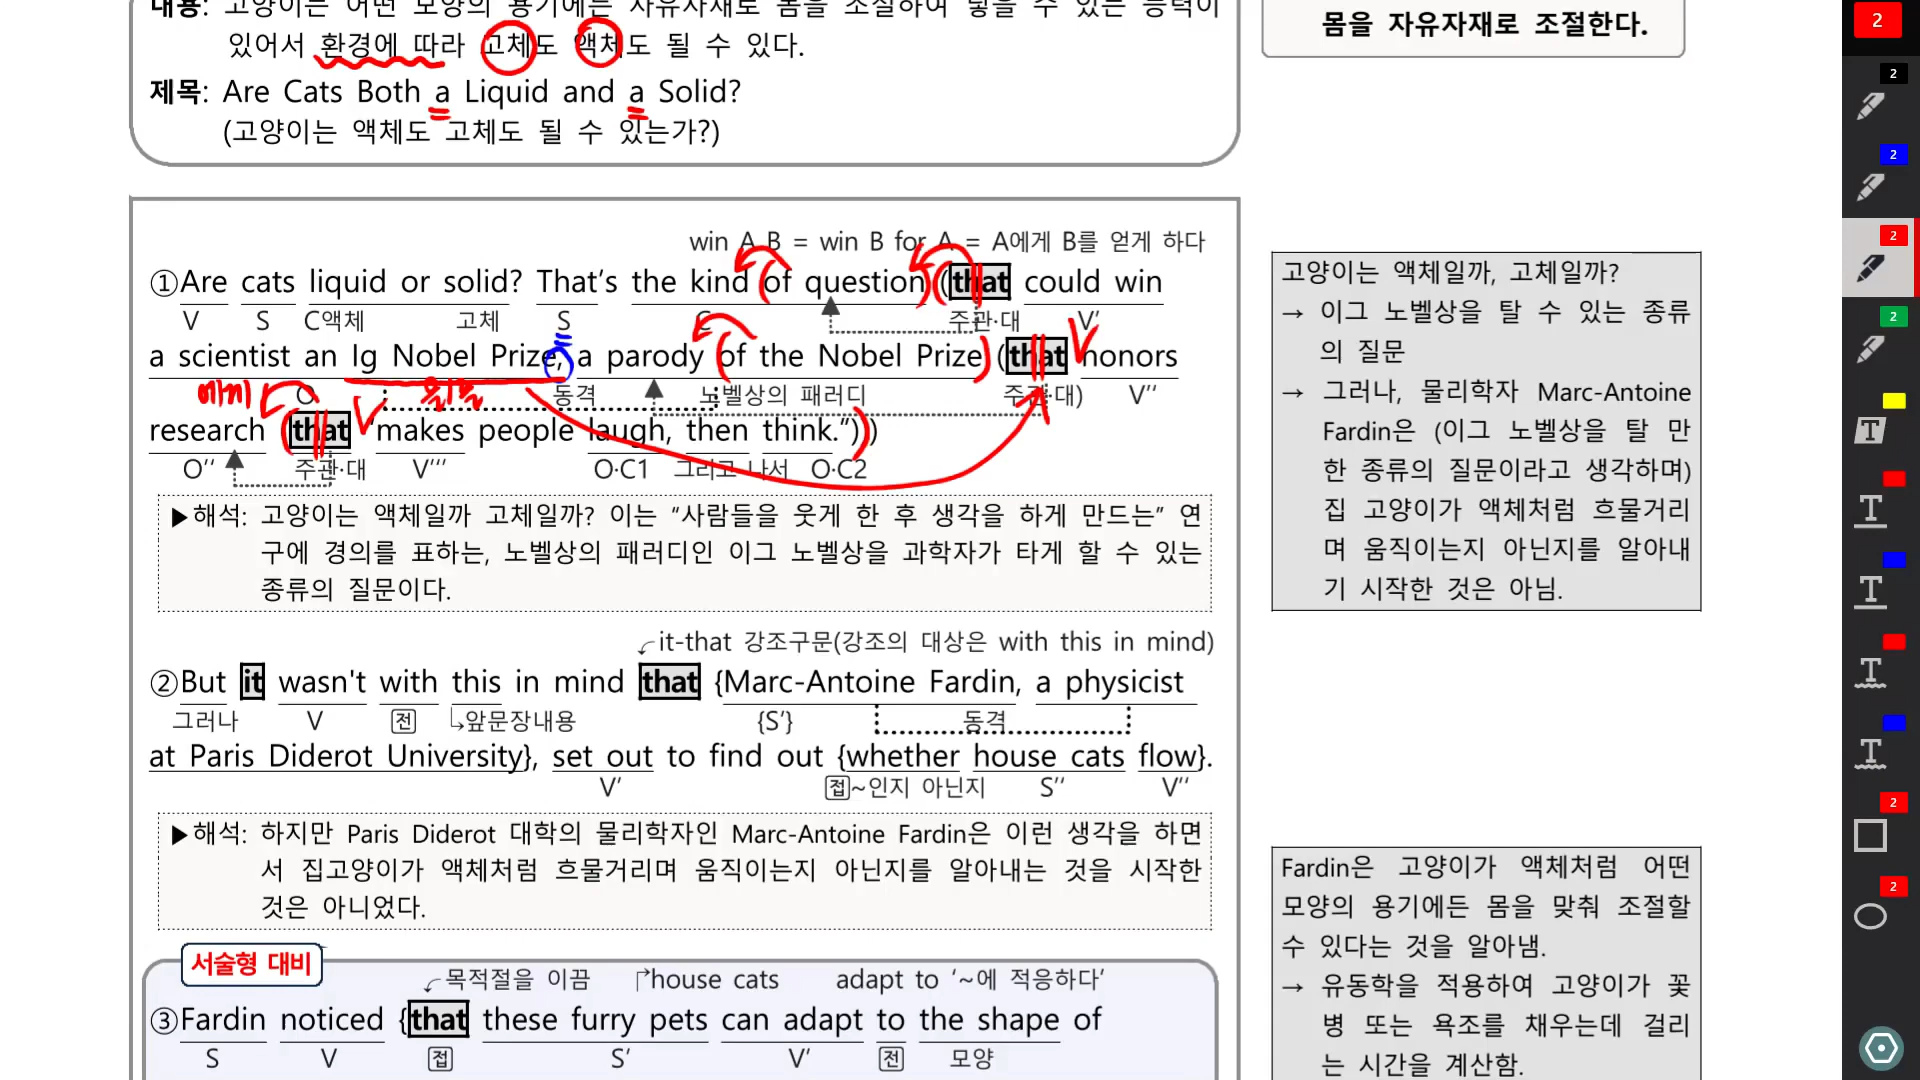 내용: 고양이는 어떤 모양의 용기에든 자유자재로 몸을 조절하여 넣을 수 있는 능력이
있어서 환경에 따라 고체도 액체도 될 수 있다.
제목: Are Cats Both a Liquid and a Solid?
(고양이는 액체도 고체도 될 수 있는가?)
몸을 자유자재로 조절한다.
win A B = win B for A = A에게 B를 얻게 하다
①Are cats liquid or solid? That’s the kind of question (that could win
V S C액체 고체 S C 주관·대 V′
a scientist an Ig Nobel Prize, a parody of the Nobel Prize (that honors
에게 O 을/를 동격 노벨상의 패러디 주관·대) V′′
research (that “makes people laugh, then think.”))
O′′ 주관·대 V′′′ O·C1 그리고 나서 O·C2
▶해석: 고양이는 액체일까 고체일까? 이는 “사람들을 웃게 한 후 생각을 하게 만드는” 연
구에 경의를 표하는, 노벨상의 패러디인 이그 노벨상을 과학자가 타게 할 수 있는
종류의 질문이다.
it-that 강조구문(강조의 대상은 with this in mind)
②But it wasn't with this in mind that {Marc-Antoine Fardin, a physicist
그러나 V 전 ↳앞문장내용 {S′} 동격
at Paris Diderot University}, set out to find out {whether house cats flow}.
V′ 접~인지 아닌지 S′′ V′′
▶해석: 하지만 Paris Diderot 대학의 물리학자인 Marc-Antoine Fardin은 이런 생각을 하면
서 집고양이가 액체처럼 흐물거리며 움직이는지 아닌지를 알아내는 것을 시작한
것은 아니었다.
서술형 대비
목적절을 이끔 house cats adapt to ‘~에 적응하다’
③Fardin noticed {that these furry pets can adapt to the shape of
S V 접 S′ V′ 전 모양
고양이는 액체일까, 고체일까?
→ 이그 노벨상을 탈 수 있는 종류
의 질문
→ 그러나, 물리학자 Marc-Antoine
Fardin은 (이그 노벨상을 탈 만
한 종류의 질문이라고 생각하며)
집 고양이가 액체처럼 흐물거리
며 움직이는지 아닌지를 알아내
기 시작한 것은 아님.
Fardin은 고양이가 액체처럼 어떤
모양의 용기에든 몸을 맞춰 조절할
수 있다는 것을 알아냄.
→ 유동학을 적용하여 고양이가 꽃
병 또는 욕조를 채우는데 걸리
는 시간을 계산함.
2
2
2
2
2
T
T
T
T
T
2
2